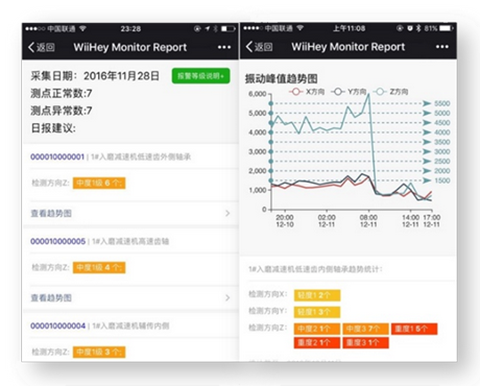 中国联通 23:28
返回 WiiHey Monitor Report
采集日期：2016年11月28日 报警等级说明
测点正常数:7
测点异常数:7
日报建议:
000010000001 | 1#入磨减速机低速齿外侧轴承
检测方向Z: 中度1级 6 个;
查看趋势图
000010000005 | 1#入磨减速机高速齿轴
检测方向Z: 中度1级 4 个;
查看趋势图
000010000004 | 1#入磨减速机辅传内侧
检测方向Z: 中度1级 3 个;
中国联通 上午11:08 81%
返回 WiiHey Monitor Report
振动峰值趋势图
X方向 Y方向 Z方向
6,000
5,000
4,000
3,000
2,000
1,000
0
5500
5000
4500
4000
3500
3000
2500
2000
1500
20:00 02:00 08:00 14:00 17:00
12-10 12-11 12-11 12-11 12-11
1#入磨减速机低速齿内侧轴承趋势统计:
检测方向X: 轻度1 2个
检测方向Y: 轻度1 3个
检测方向Z: 中度2 1个 中度3 7个 重度1 5个
重度2 1个 重度3 1个